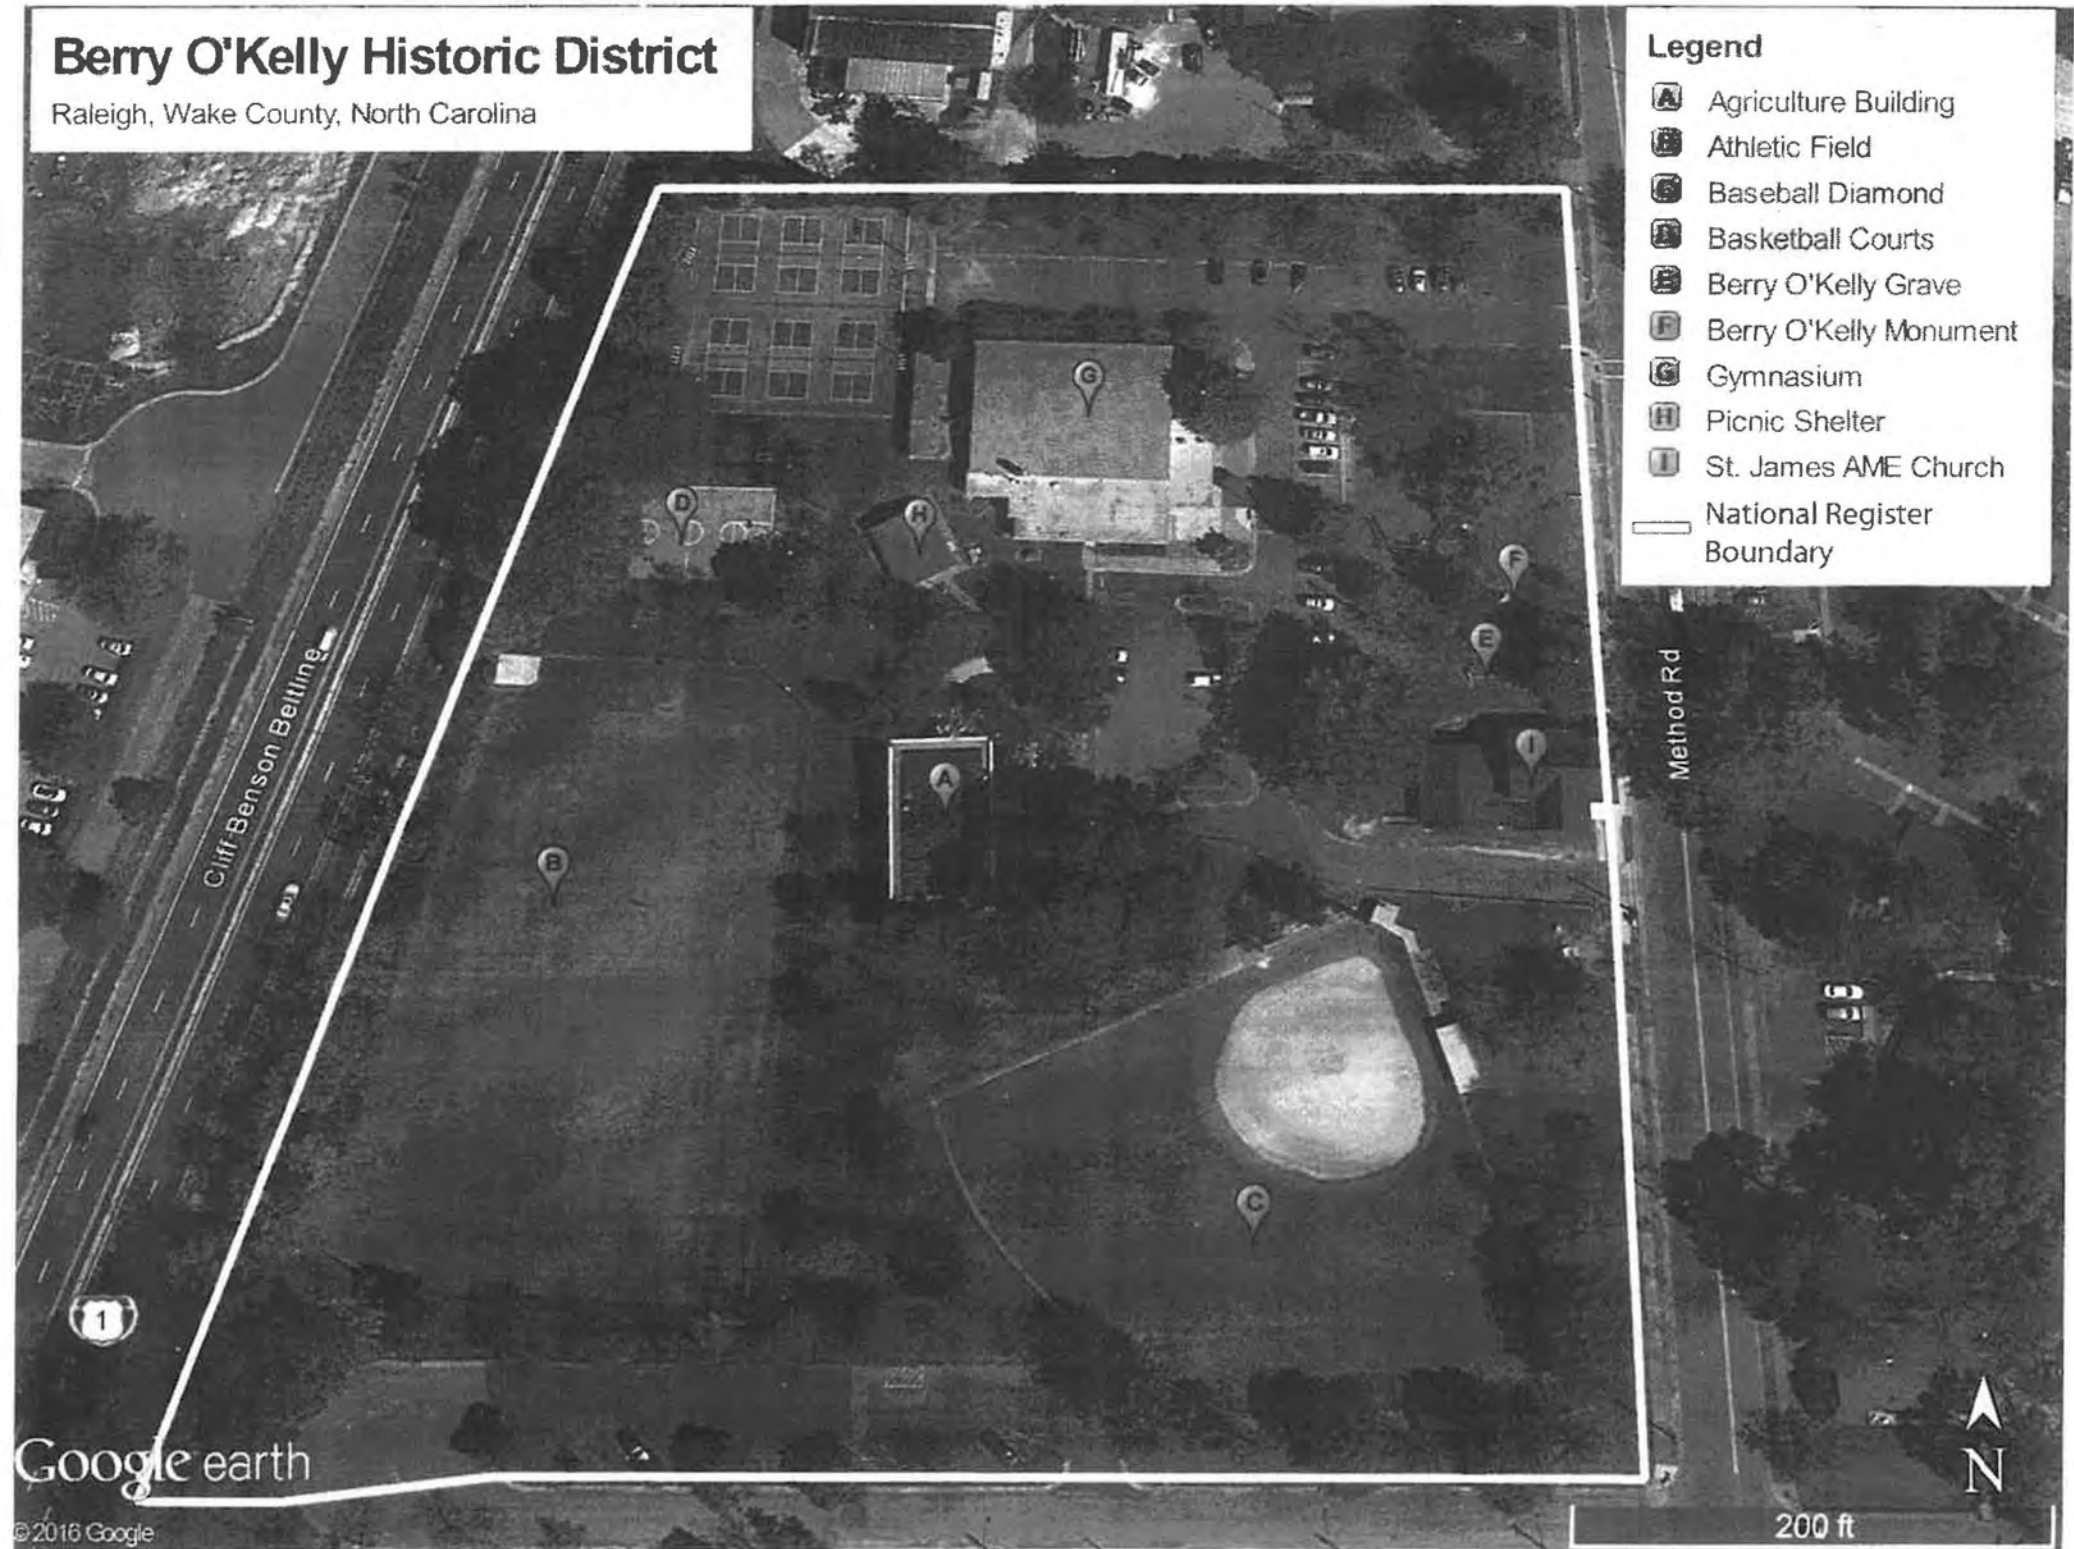 Berry O'Kelly Historic District
Raleigh, Wake County, North Carolina
Legend
A Agriculture Building
B Athletic Field
C Baseball Diamond
D Basketball Courts
E Berry O'Kelly Grave
F Berry O'Kelly Monument
G Gymnasium
H Picnic Shelter
I St. James AME Church
National Register
Boundary
G
D
H
F
E
I
A
B
C
Cliff Benson Beltline
Method Rd
1
N
200 ft
Google earth
©2016 Google